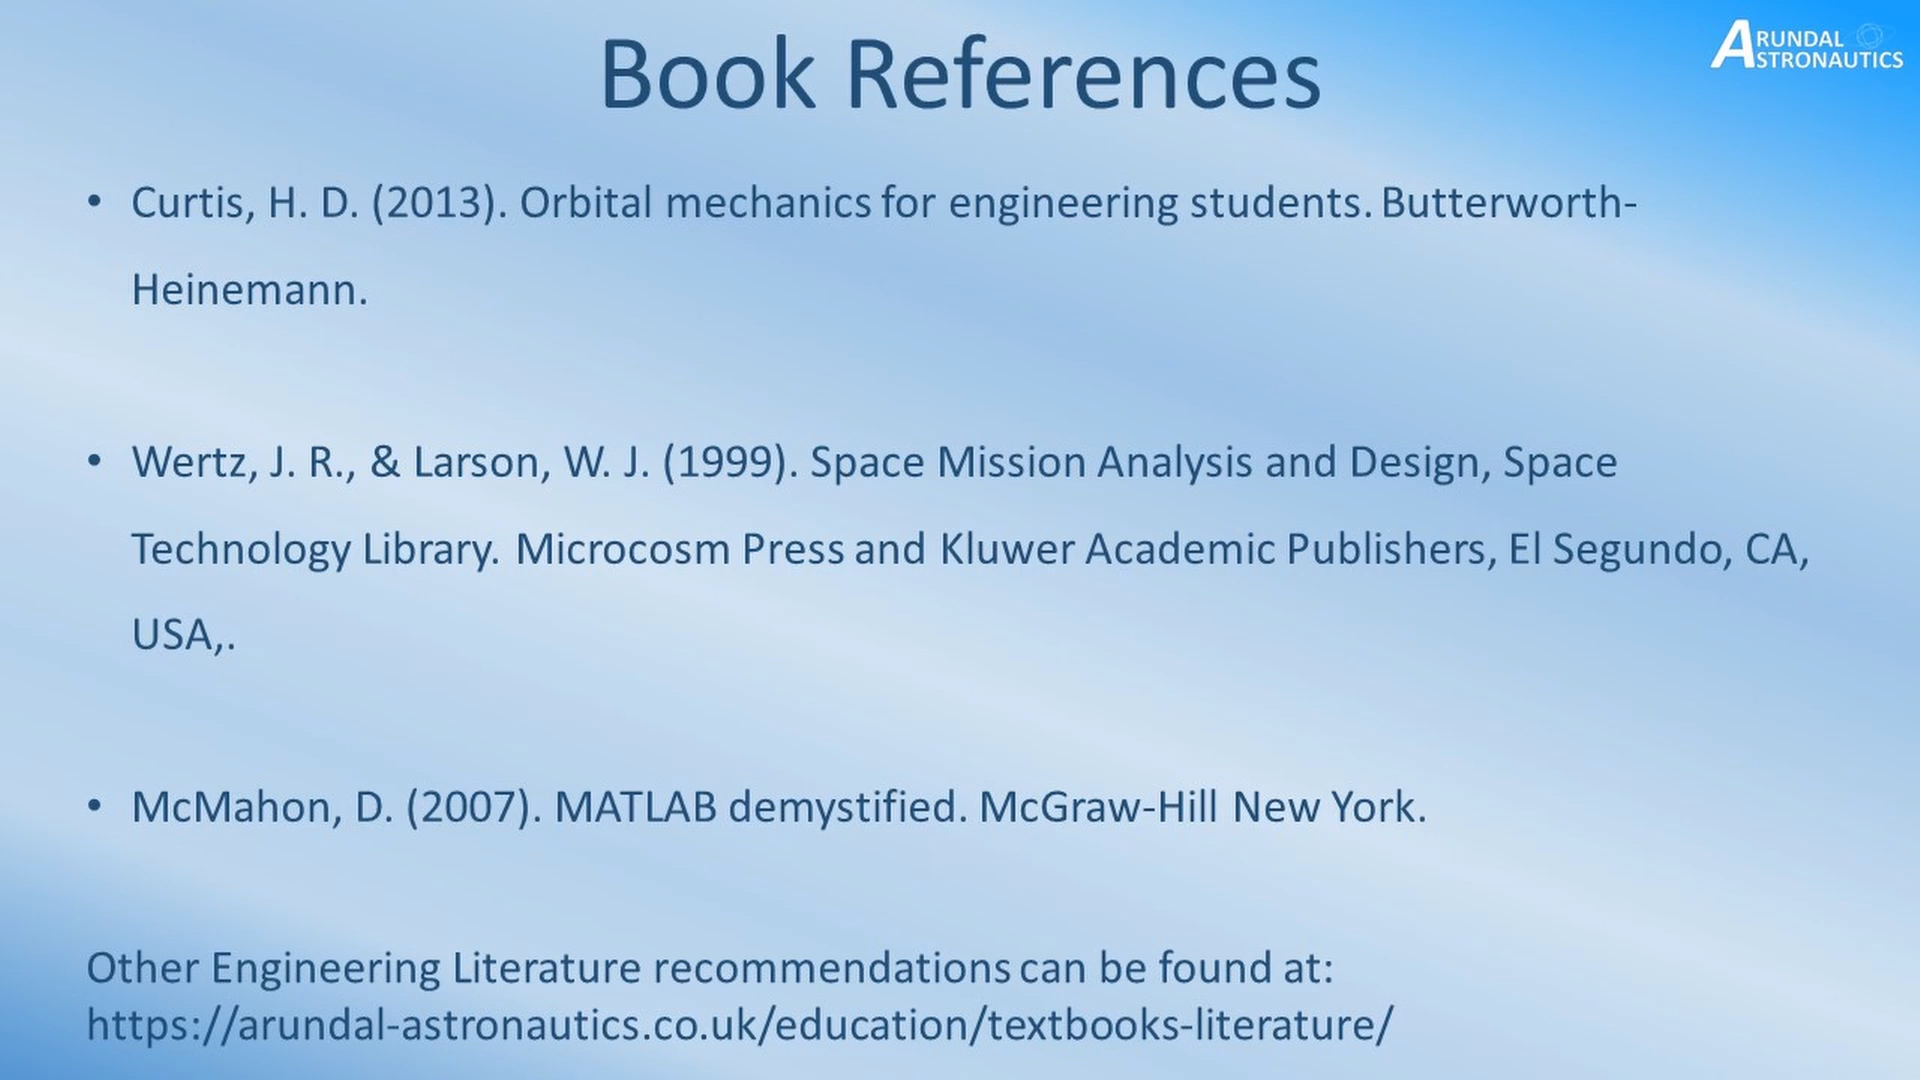 Book References
ARUNDAL
ASTRONAUTICS
• Curtis, H. D. (2013). Orbital mechanics for engineering students. Butterworth-
Heinemann.
• Wertz, J. R., & Larson, W. J. (1999). Space Mission Analysis and Design, Space
Technology Library. Microcosm Press and Kluwer Academic Publishers, El Segundo, CA,
USA,.
• McMahon, D. (2007). MATLAB demystified. McGraw-Hill New York.
Other Engineering Literature recommendations can be found at:
https://arundal-astronautics.co.uk/education/textbooks-literature/